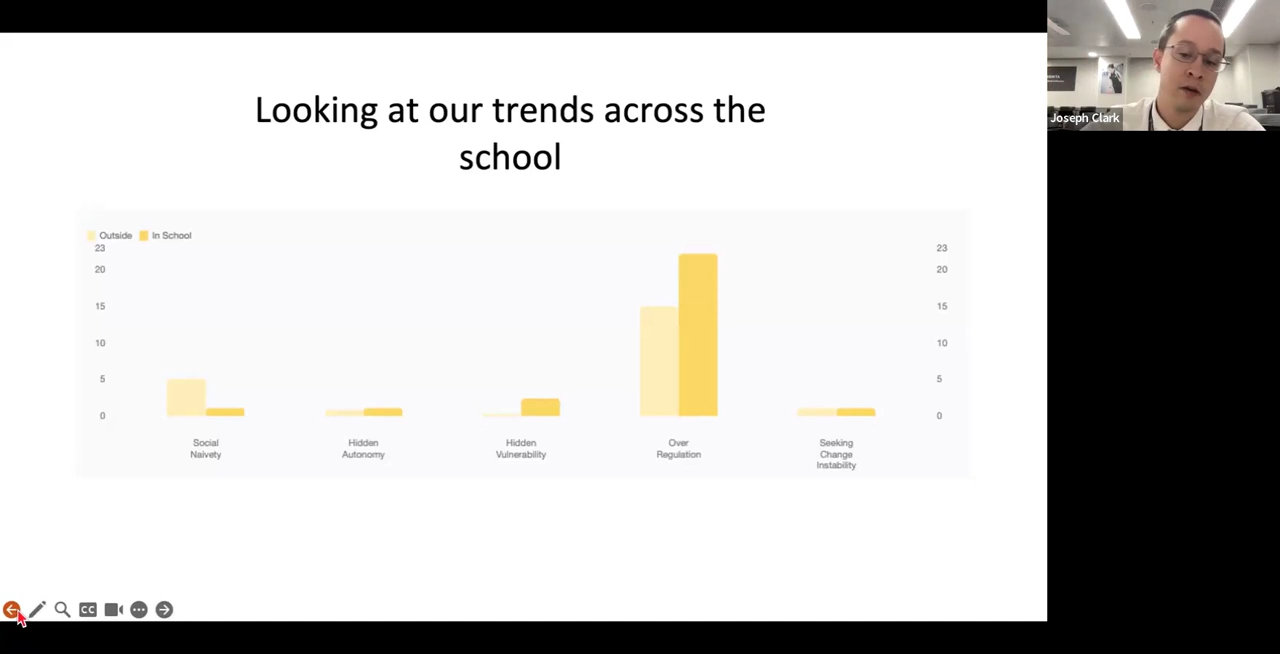 Looking at our trends across the
school
Joseph Clark
Outside In School
23 23
20 20
15 15
10 10
5 5
0 0
Social Hidden Hidden Over Seeking
Naivety Autonomy Vulnerability Regulation Change
Instability
CC